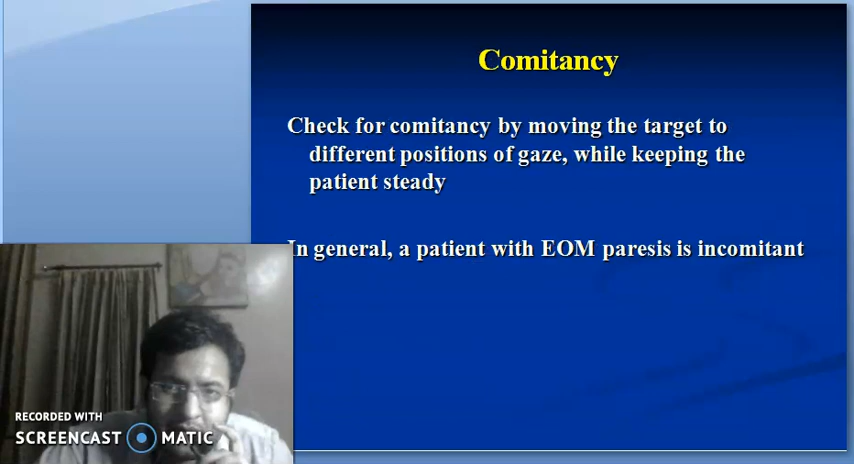 Comitancy
Check for comitancy by moving the target to
different positions of gaze, while keeping the
patient steady
In general, a patient with EOM paresis is incomitant
RECORDED WITH
SCREENCAST MATIC